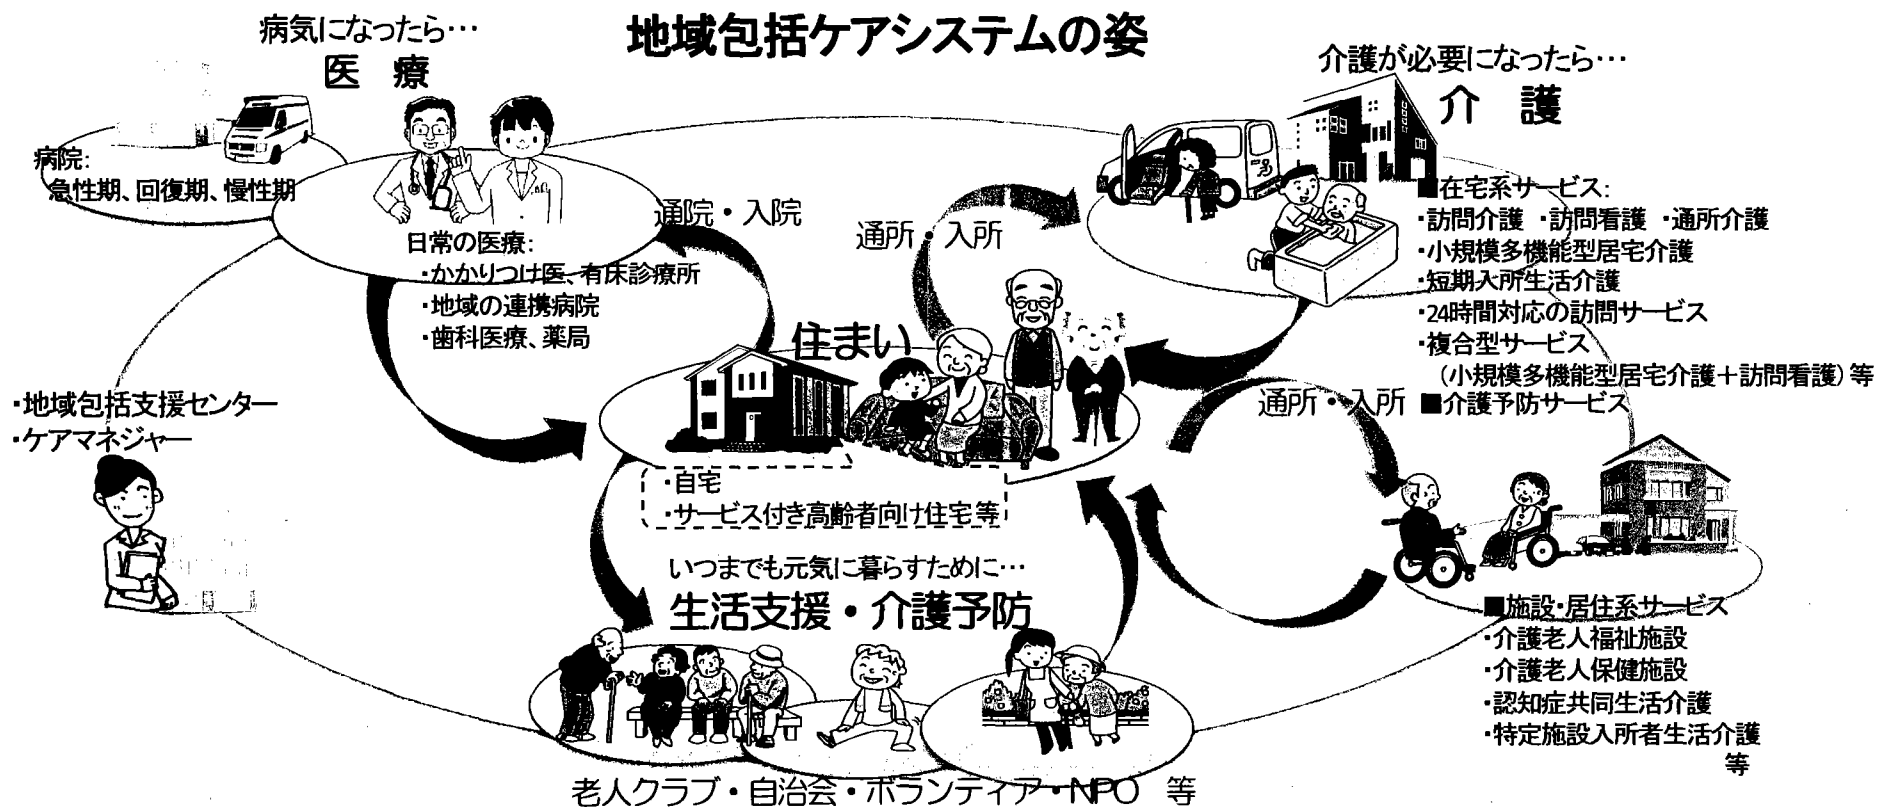 地域包括ケアシステムの姿
病気になったら…
医 療
病院:
急性期、回復期、慢性期
日常の医療:
・かかりつけ医、有床診療所
・地域の連携病院
・歯科医療、薬局
通院・入院
通所・入所
介護が必要になったら…
介 護
■在宅系サービス:
・訪問介護 ・訪問看護 ・通所介護
・小規模多機能型居宅介護
・短期入所生活介護
・24時間対応の訪問サービス
・複合型サービス
(小規模多機能型居宅介護+訪問看護)等
■介護予防サービス
通所・入所
住まい
・自宅
・サービス付き高齢者向け住宅等
・地域包括支援センター
・ケアマネジャー
いつまでも元気に暮らすために…
生活支援・介護予防
老人クラブ・自治会・ボランティア・NPO 等
■施設・居住系サービス
・介護老人福祉施設
・介護老人保健施設
・認知症共同生活介護
・特定施設入所者生活介護
等